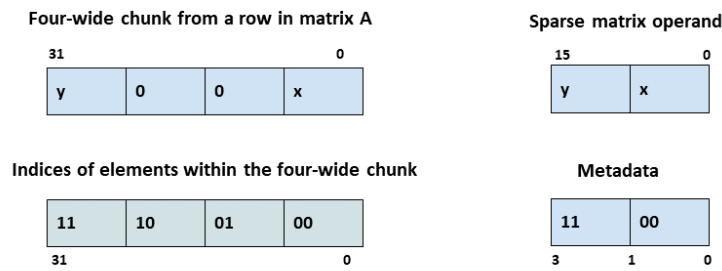 Four-wide chunk from a row in matrix A
31 0
y 0 0 x
Sparse matrix operand
15 0
y x
Indices of elements within the four-wide chunk
11 10 01 00
31 0
Metadata
11 00
3 1 0